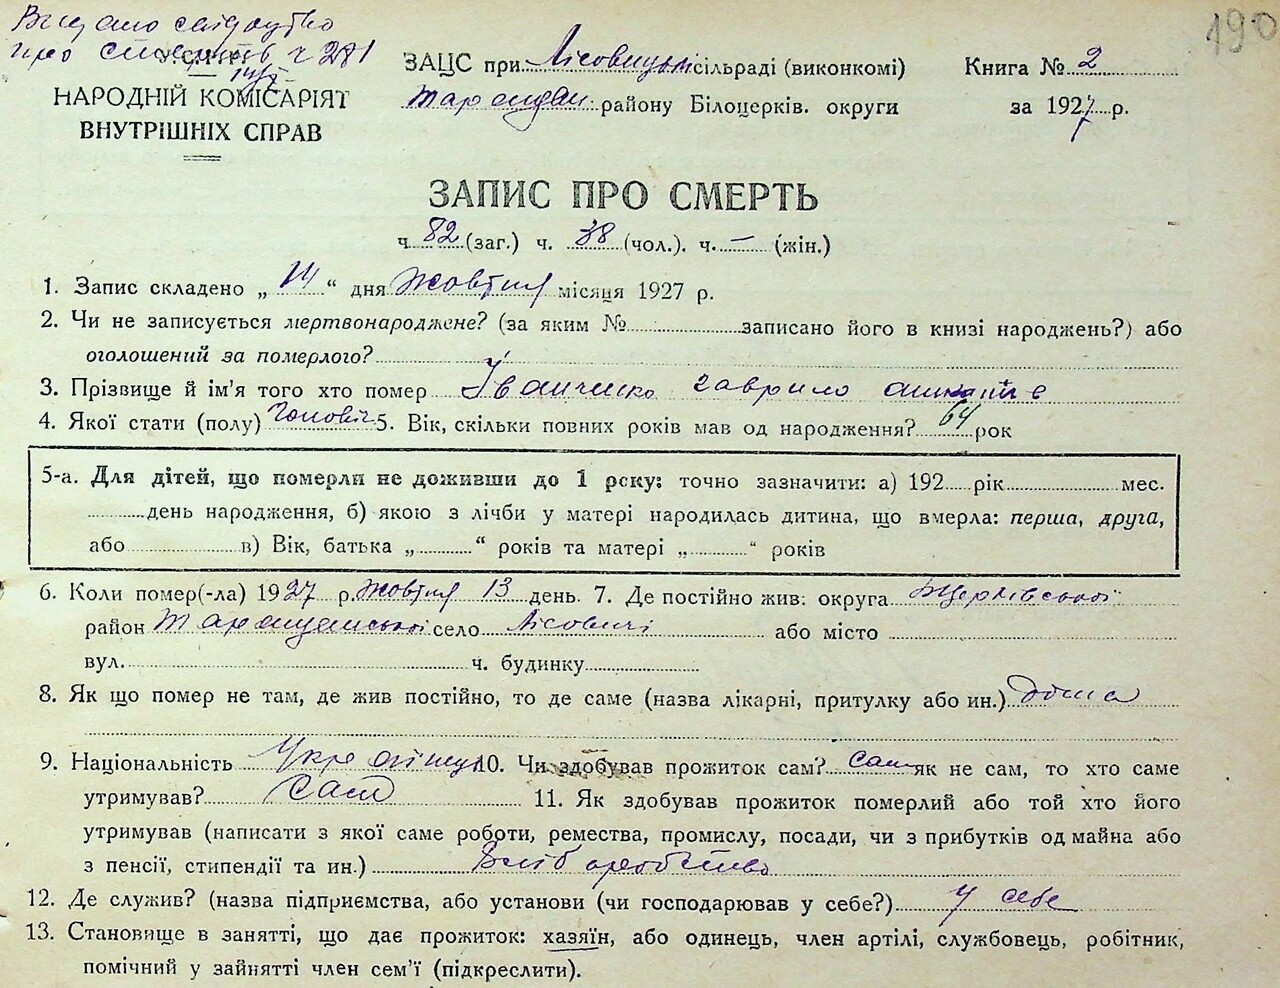 Видано свідоцтво
про смерть ч 281
190
У.С.Р.Р.
НАРОДНІЙ КОМІСАРІЯТ
ВНУТРІШНІХ СПРАВ
ЗАЦС при Лісовицькі сільраді (виконкомі)
Таращан. району Білоцерків. округи
Книга № 2
за 1927 р.
ЗАПИС ПРО СМЕРТЬ
ч 82 (заг.) ч. 38 (чол.). ч. – (жін.)
1. Запис складено „ 14 “ дня Жовтня місяця 1927 р.
2. Чи не записується мертвонароджене? (за яким № записано його в книзі народжень?) або
оголошений за померлого?
3. Прізвище й ім'я того хто помер Іванченко Гаврило
4. Якої стати (полу) Чоловіч. 5. Вік, скільки повних років мав од народження? 64 рок
5-а. Для дітей, що померли не доживши до 1 року: точно зазначити: а) 192 рік мес.
день народження, б) якою з лічби у матері народилась дитина, що вмерла: перша, друга,
або в) Вік, батька „ “ років та матері „ “ років
6. Коли помер(-ла) 1927 р. Жовтня 13 день. 7. Де постійно жив: округа Бцерківської
район Таращанської село Лісовичі або місто
вул. ч. будинку
8. Як що помер не там, де жив постійно, то де саме (назва лікарні, притулку або ин.) дома
9. Національність Українець 10. Чи здобував прожиток сам? сам як не сам, то хто саме
утримував? Сам 11. Як здобував прожиток померлий або той хто його
утримував (написати з якої саме роботи, ремества, промислу, посади, чи з прибутків од майна або
з пенсії, стипендії та ин.) Хліборобство
12. Де служив? (назва підприємства, або установи (чи господарював у себе?) У себе
13. Становище в занятті, що дає прожиток: хазяїн, або одинець, член артілі, службовець, робітник,
помічний у зайнятті член сем'ї (підкреслити).